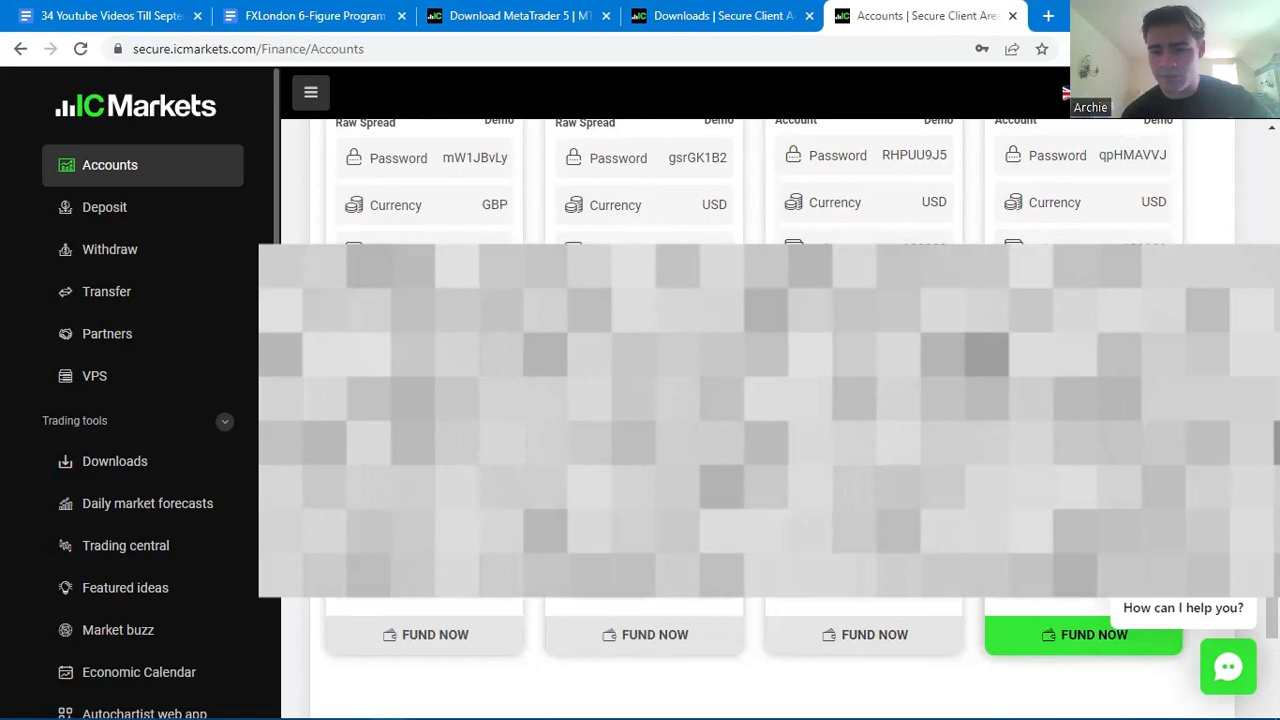 34 Youtube Videos Till Septe
FXLondon 6-Figure Program
Download MetaTrader 5 | MT
Downloads | Secure Client A
Accounts | Secure Client Area
secure.icmarkets.com/Finance/Accounts
Archie
IC Markets
Accounts
Deposit
Withdraw
Transfer
Partners
VPS
Trading tools
Downloads
Daily market forecasts
Trading central
Featured ideas
Market buzz
Economic Calendar
Autochartist web app
Raw Spread Demo
Password mW1JBvLy
Currency GBP
FUND NOW
Raw Spread Demo
Password gsrGK1B2
Currency USD
FUND NOW
Account Demo
Password RHPUU9J5
Currency USD
FUND NOW
Account Demo
Password qpHMAVVJ
Currency USD
FUND NOW
How can I help you?